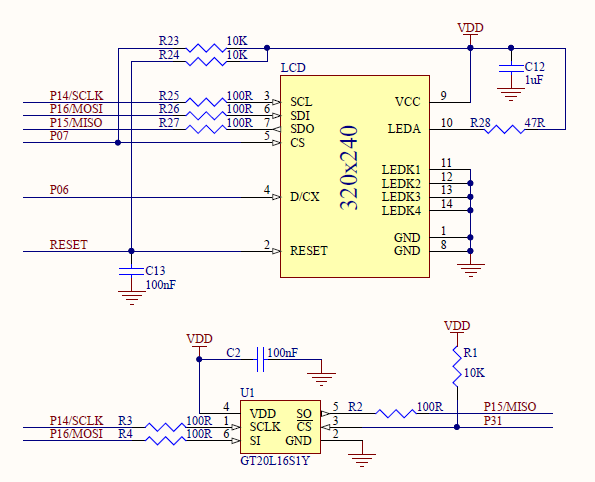 VDD
R23 10K
R24 10K
LCD
C12
1uF
P14/SCLK R25 100R 3 SCL VCC 9
P16/MOSI R26 100R 6 SDI
P15/MISO R27 100R 7 SDO LEDA 10 R28 47R
P07 5 CS
320x240
LEDK1 11
LEDK2 12
P06 4 D/CX LEDK3 13
LEDK4 14
GND 1
RESET 2 RESET GND 8
C13
100nF
VDD
VDD
C2 100nF
R1
10K
U1
4 VDD SO 5 R2 100R P15/MISO
P14/SCLK R3 100R 1 SCLK CS 3 P31
P16/MOSI R4 100R 6 SI GND 2
GT20L16S1Y